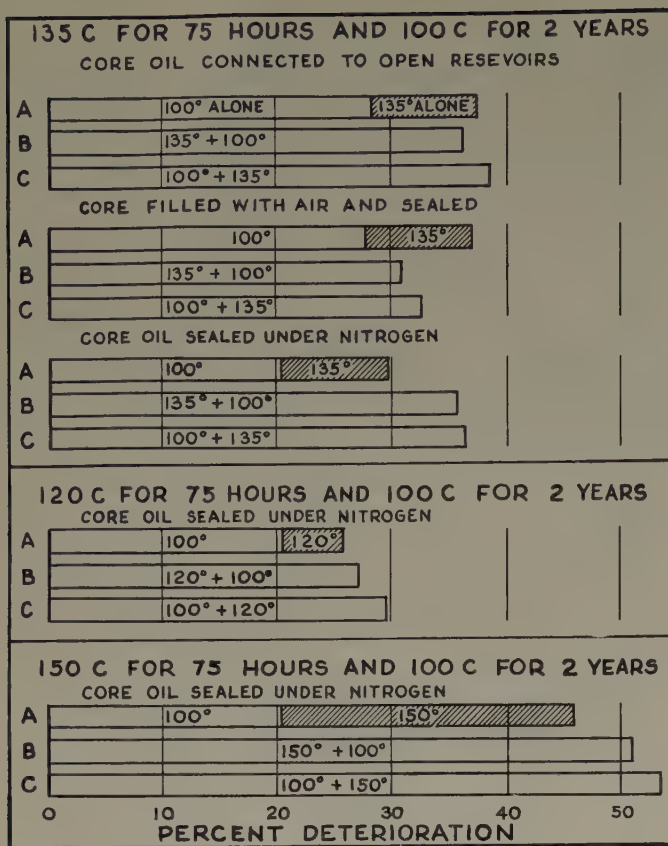 135 C FOR 75 HOURS AND 100 C FOR 2 YEARS
CORE OIL CONNECTED TO OPEN RESEVOIRS
A 100° ALONE 135° ALONE
B 135° + 100°
C 100° + 135°
CORE FILLED WITH AIR AND SEALED
A 100° 135°
B 135° + 100°
C 100° + 135°
CORE OIL SEALED UNDER NITROGEN
A 100° 135°
B 135° + 100°
C 100° + 135°
120 C FOR 75 HOURS AND 100 C FOR 2 YEARS
CORE OIL SEALED UNDER NITROGEN
A 100° 120°
B 120° + 100°
C 100° + 120°
150 C FOR 75 HOURS AND 100 C FOR 2 YEARS
CORE OIL SEALED UNDER NITROGEN
A 100° 150°
B 150° + 100°
C 100° + 150°
0 10 20 30 40 50
PERCENT DETERIORATION